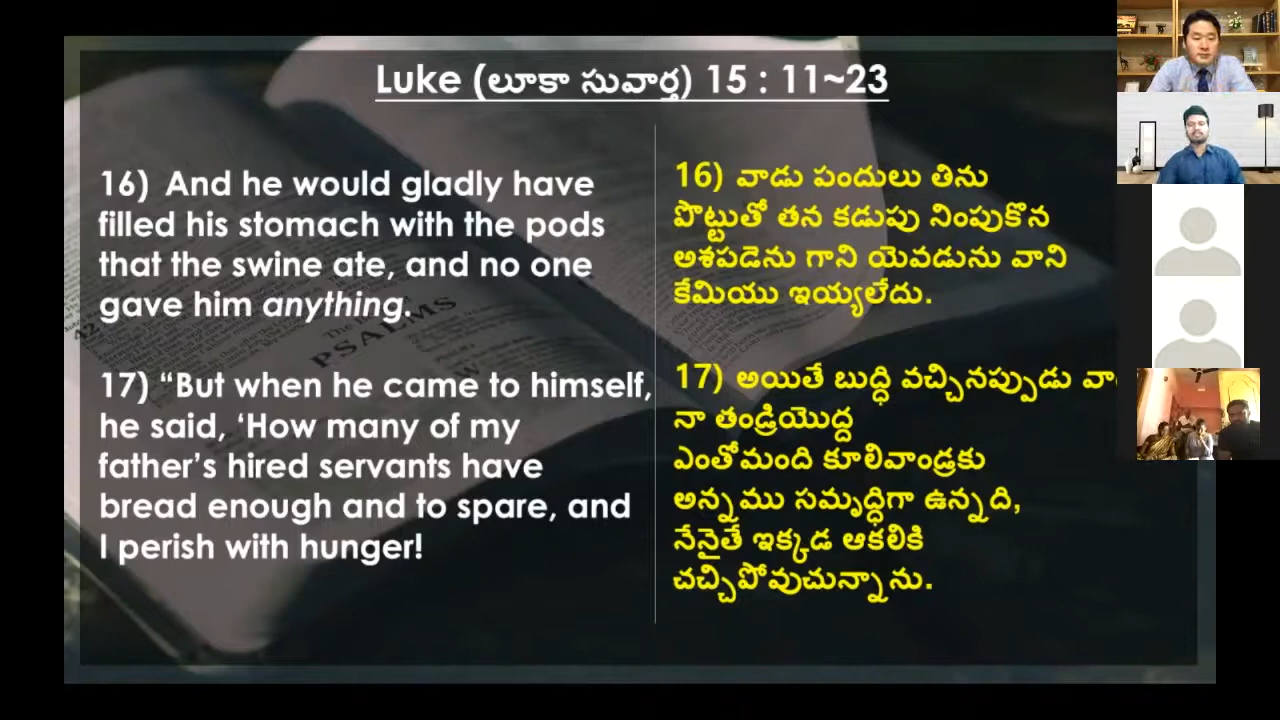 Luke (లూకా సువార్త) 15 : 11~23
16) And he would gladly have
filled his stomach with the pods
that the swine ate, and no one
gave him anything.
17) “But when he came to himself,
he said, ‘How many of my
father’s hired servants have
bread enough and to spare, and
I perish with hunger!
16) వాడు పందులు తిను
పొట్టుతో తన కడుపు నింపుకొన
అశపడెను గాని యెవడును వాని
కేమియు ఇయ్యలేదు.
17) అయితే బుద్ధి వచ్చినప్పుడు
నా తండ్రియొద్ద
ఎంతోమంది కూలివాండ్రకు
అన్నము సమృద్ధిగా ఉన్నది,
నేనైతే ఇక్కడ ఆకలికి
చచ్చిపోవుచున్నాను.
42
PSALMS